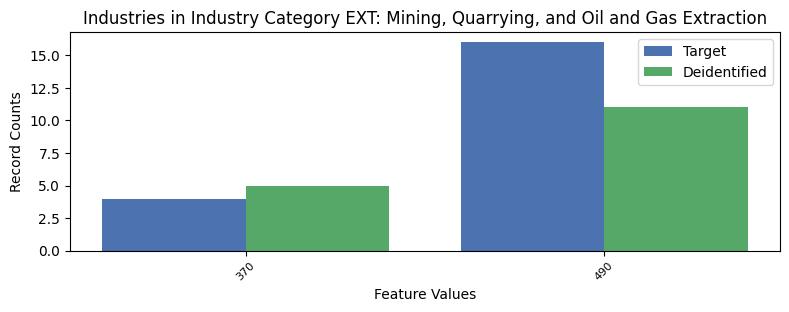 Industries in Industry Category EXT: Mining, Quarrying, and Oil and Gas Extraction
Target
Deidentified
Record Counts
15.0
12.5
10.0
7.5
5.0
2.5
0.0
370
490
Feature Values